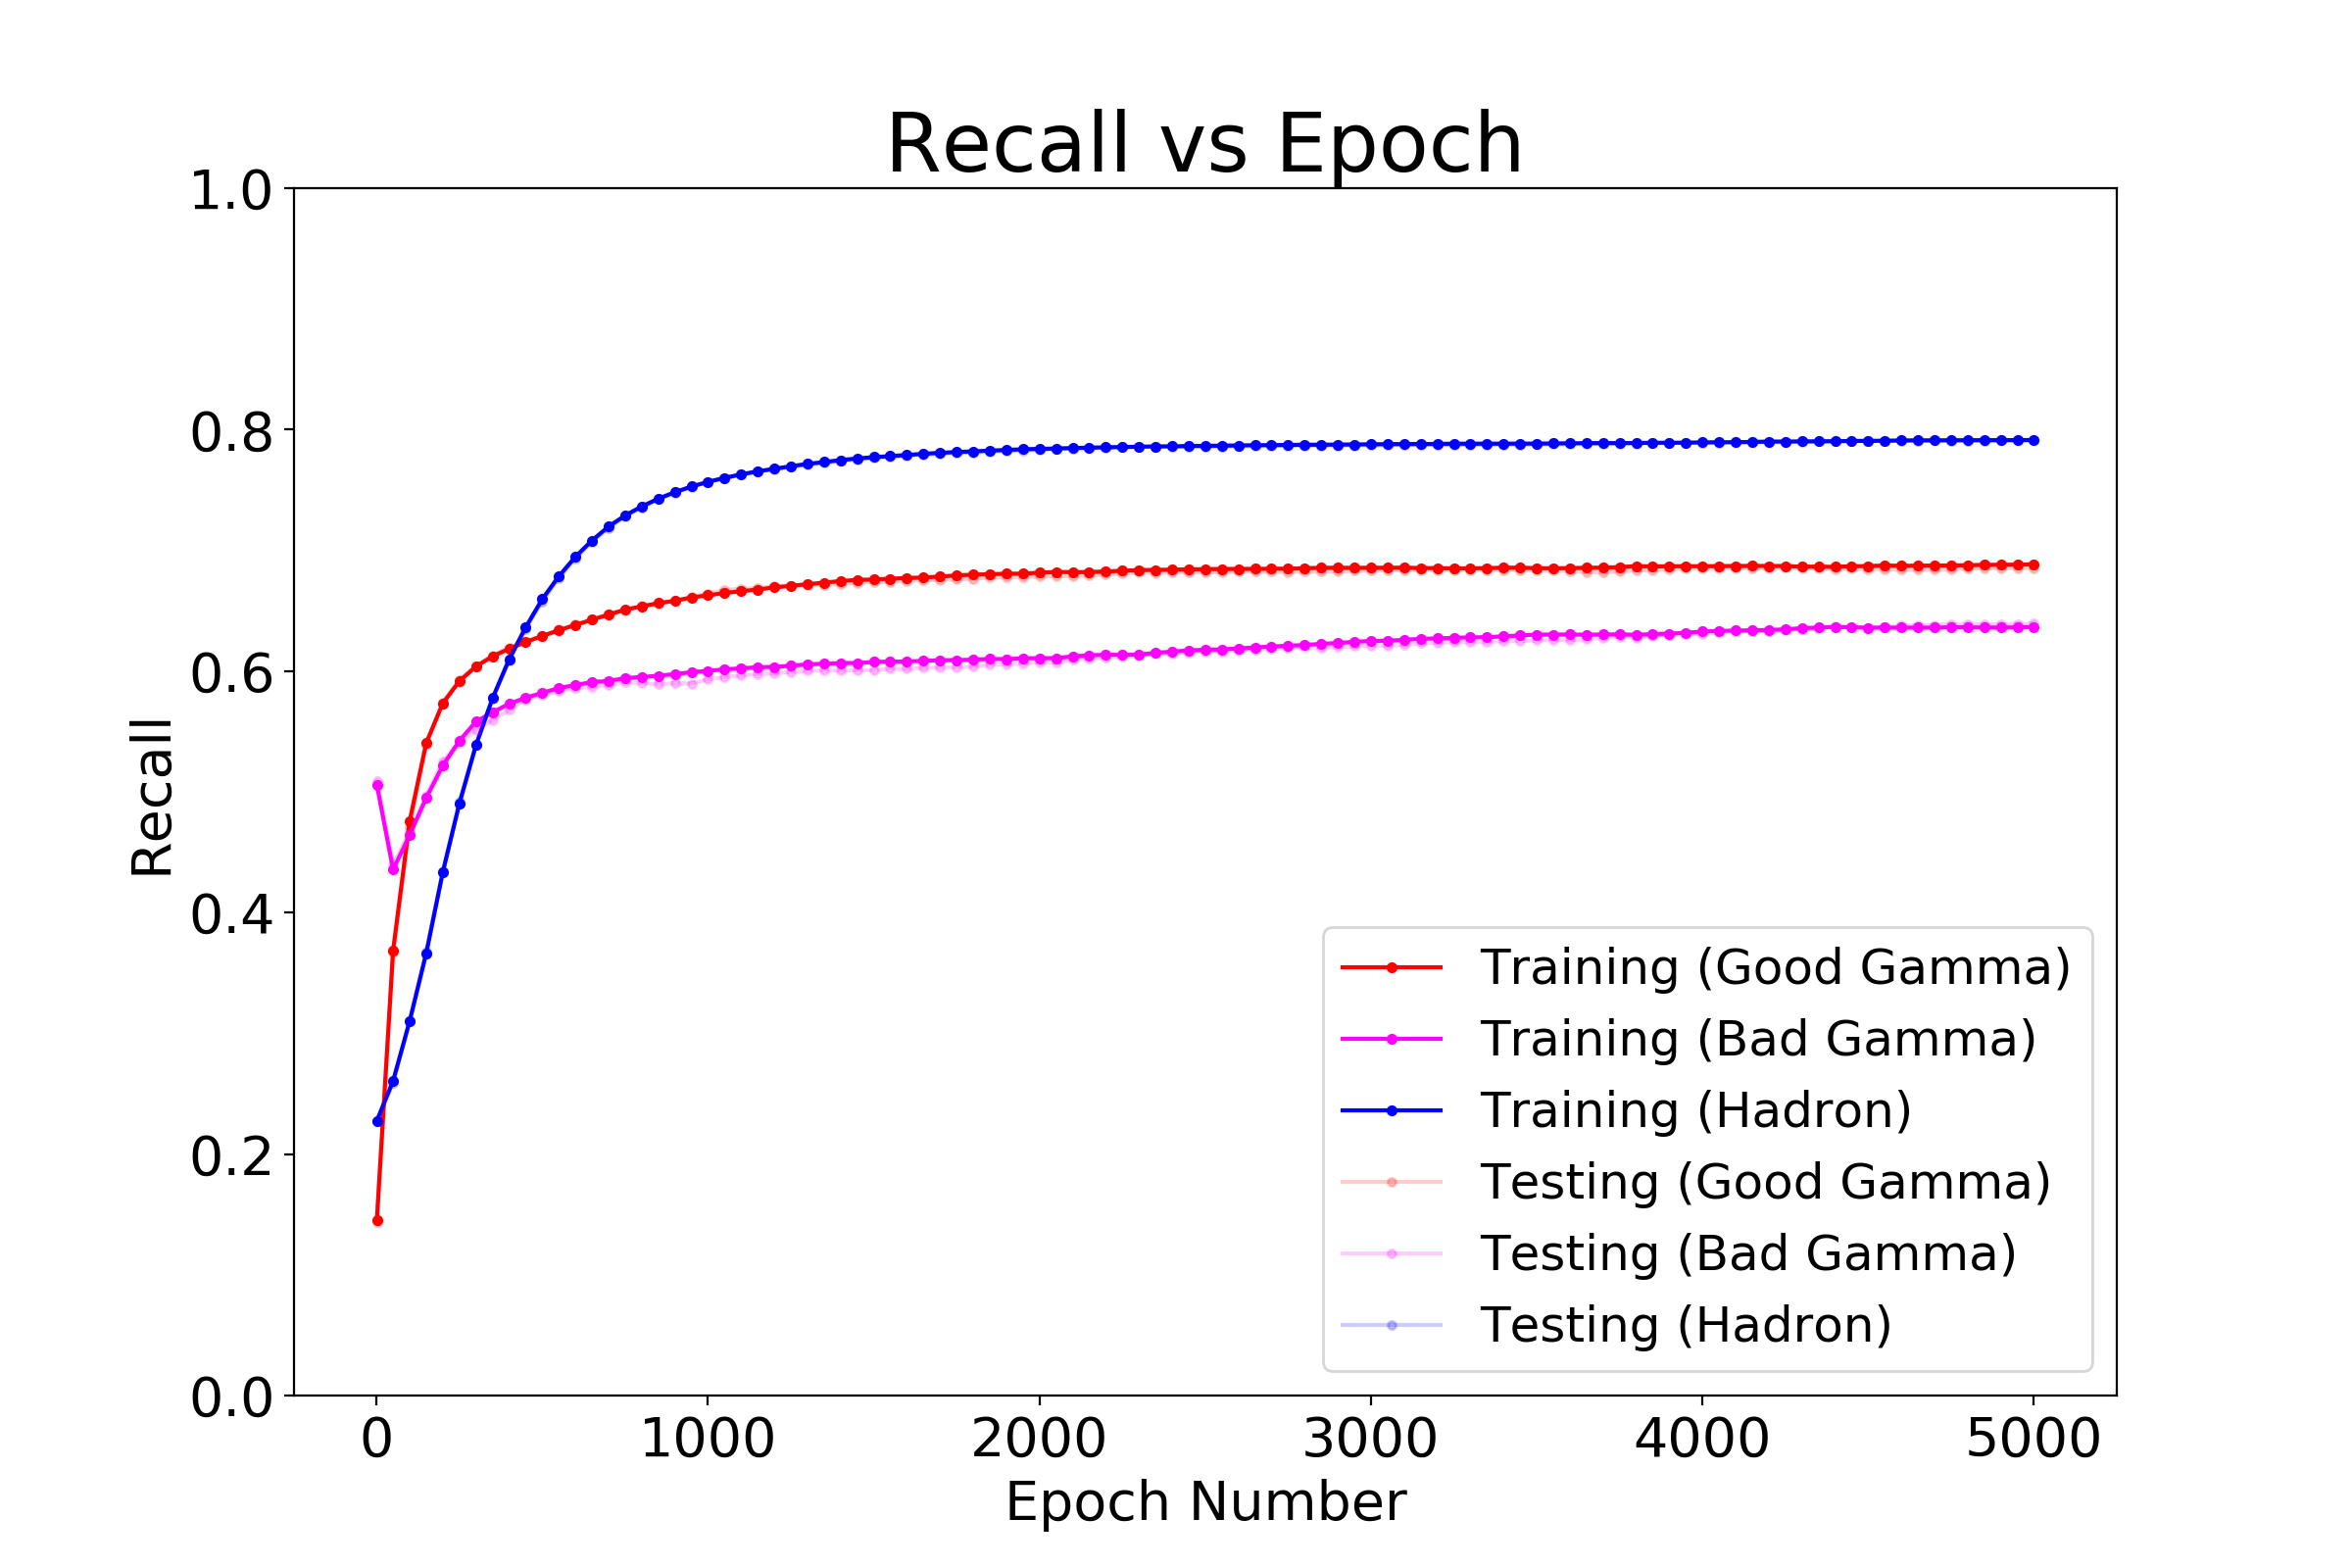 Recall vs Epoch
1.0
0.8
0.6
0.4
0.2
0.0
Recall
0 1000 2000 3000 4000 5000
Epoch Number
Training (Good Gamma)
Training (Bad Gamma)
Training (Hadron)
Testing (Good Gamma)
Testing (Bad Gamma)
Testing (Hadron)